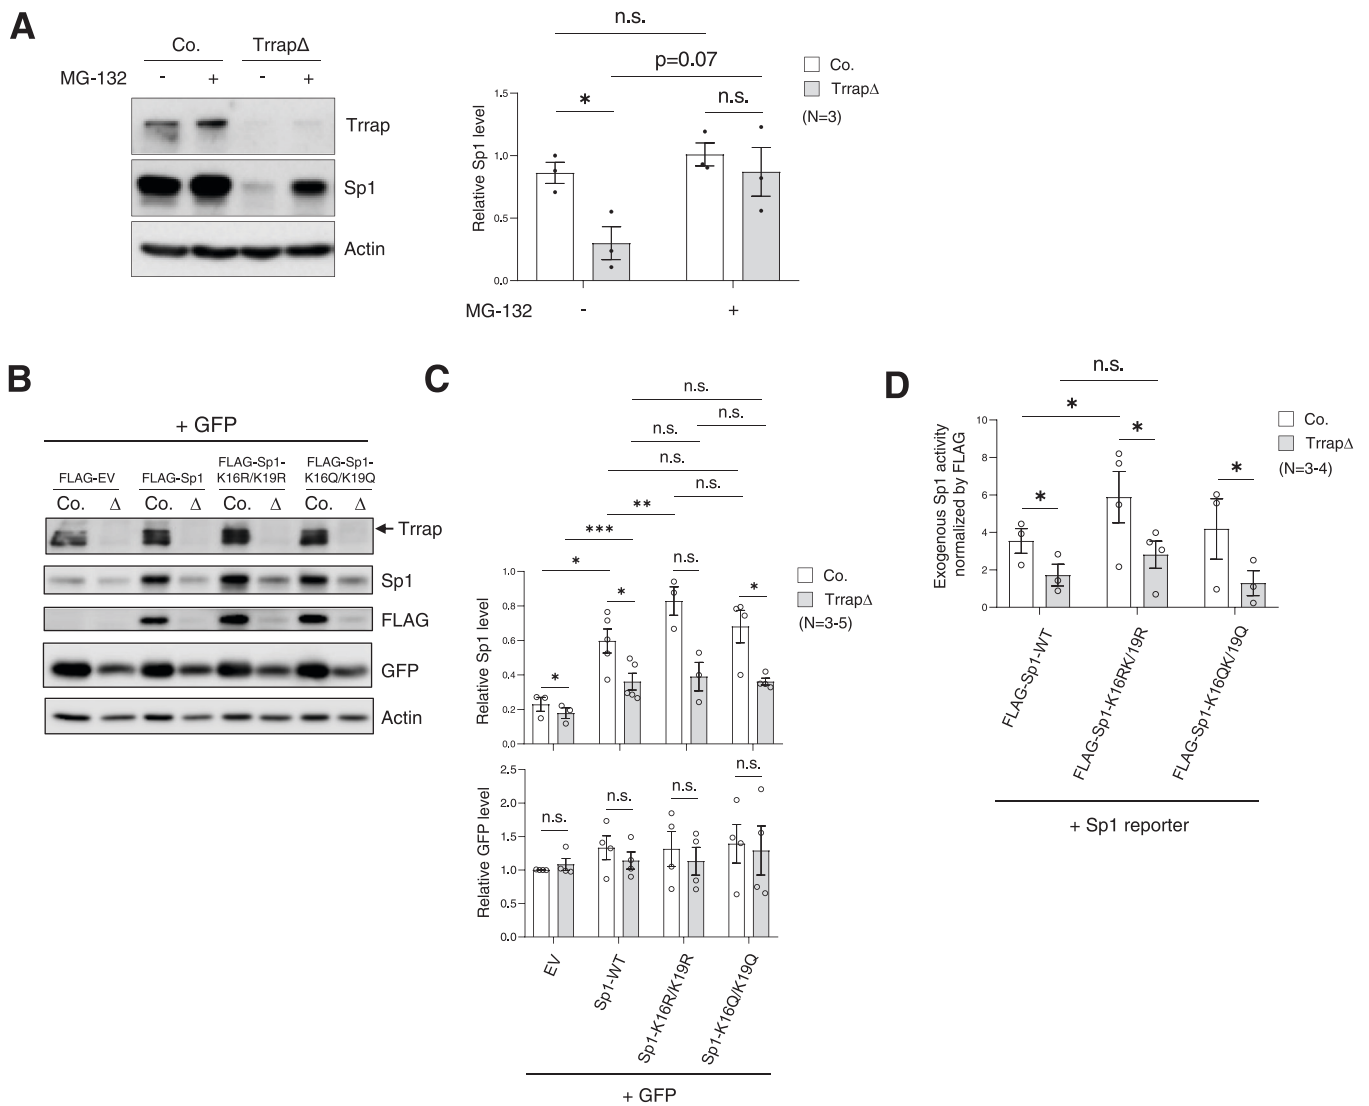 A
Co. TrrapΔ
MG-132 - + - +
Trrap
Sp1
Actin
n.s.
p=0.07
* n.s.
Co.
TrrapΔ
(N=3)
Relative Sp1 level
1.5
1.0
0.5
0.0
MG-132 - +
B
+ GFP
FLAG-EV FLAG-Sp1 FLAG-Sp1-K16R/K19R FLAG-Sp1-K16Q/K19Q
Co. Δ Co. Δ Co. Δ Co. Δ
Trrap
Sp1
FLAG
GFP
Actin
C
n.s.
n.s.
n.s.
n.s.
n.s.
**
***
*
n.s.
* *
*
Co.
TrrapΔ
(N=3-5)
Relative Sp1 level
1.0
0.8
0.6
0.4
0.2
0.0
Relative GFP level
2.5
2.0
1.5
1.0
0.5
0.0
n.s. n.s. n.s. n.s.
EV
Sp1-WT
Sp1-K16R/K19R
Sp1-K16Q/K19Q
+ GFP
D
n.s.
*
*
*
*
Co.
TrrapΔ
(N=3-4)
Exogenous Sp1 activity
normalized by FLAG
10
8
6
4
2
0
FLAG-Sp1-WT
FLAG-Sp1-K16RK/19R
FLAG-Sp1-K16QK/19Q
+ Sp1 reporter